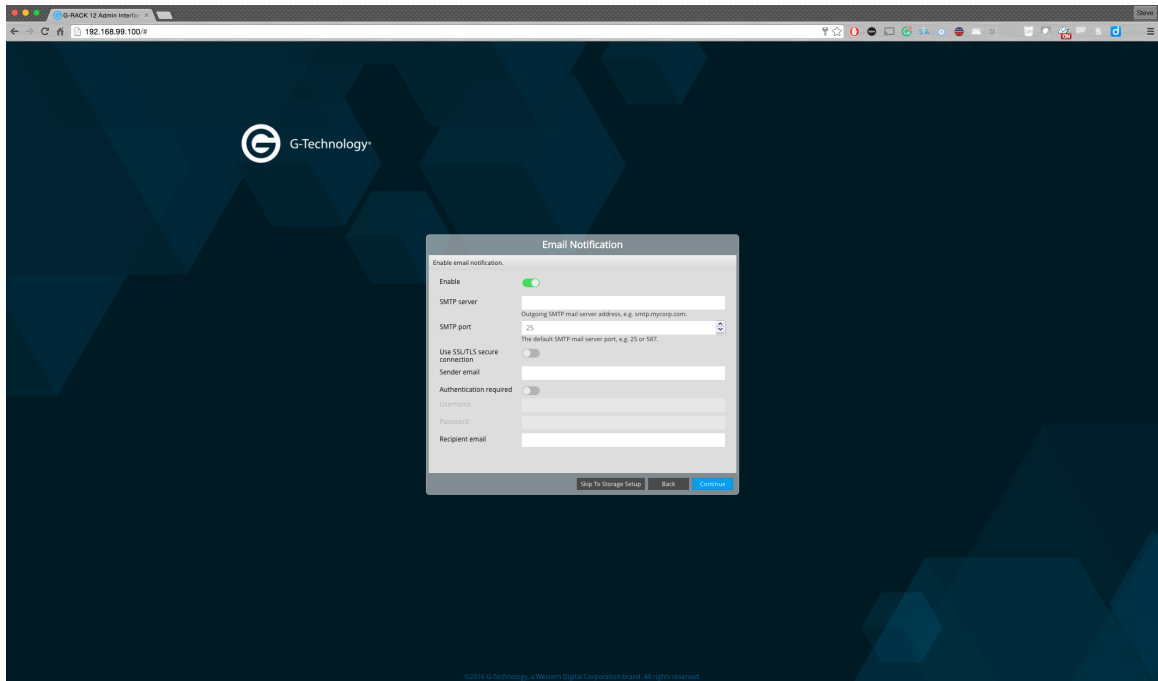 G-RACK 12 Admin Interfac
Steve
192.168.99.100/#
G-Technology®
Email Notification
Enable email notification.
Enable
SMTP server
Outgoing SMTP mail server address, e.g. smtp.mycorp.com.
SMTP port
25
The default SMTP mail server port, e.g. 25 or 587.
Use SSL/TLS secure
connection
Sender email
Authentication required
Username
Password
Recipient email
Skip To Storage Setup
Back
Continue
©2016 G-Technology, a Western Digital Corporation brand. All rights reserved.